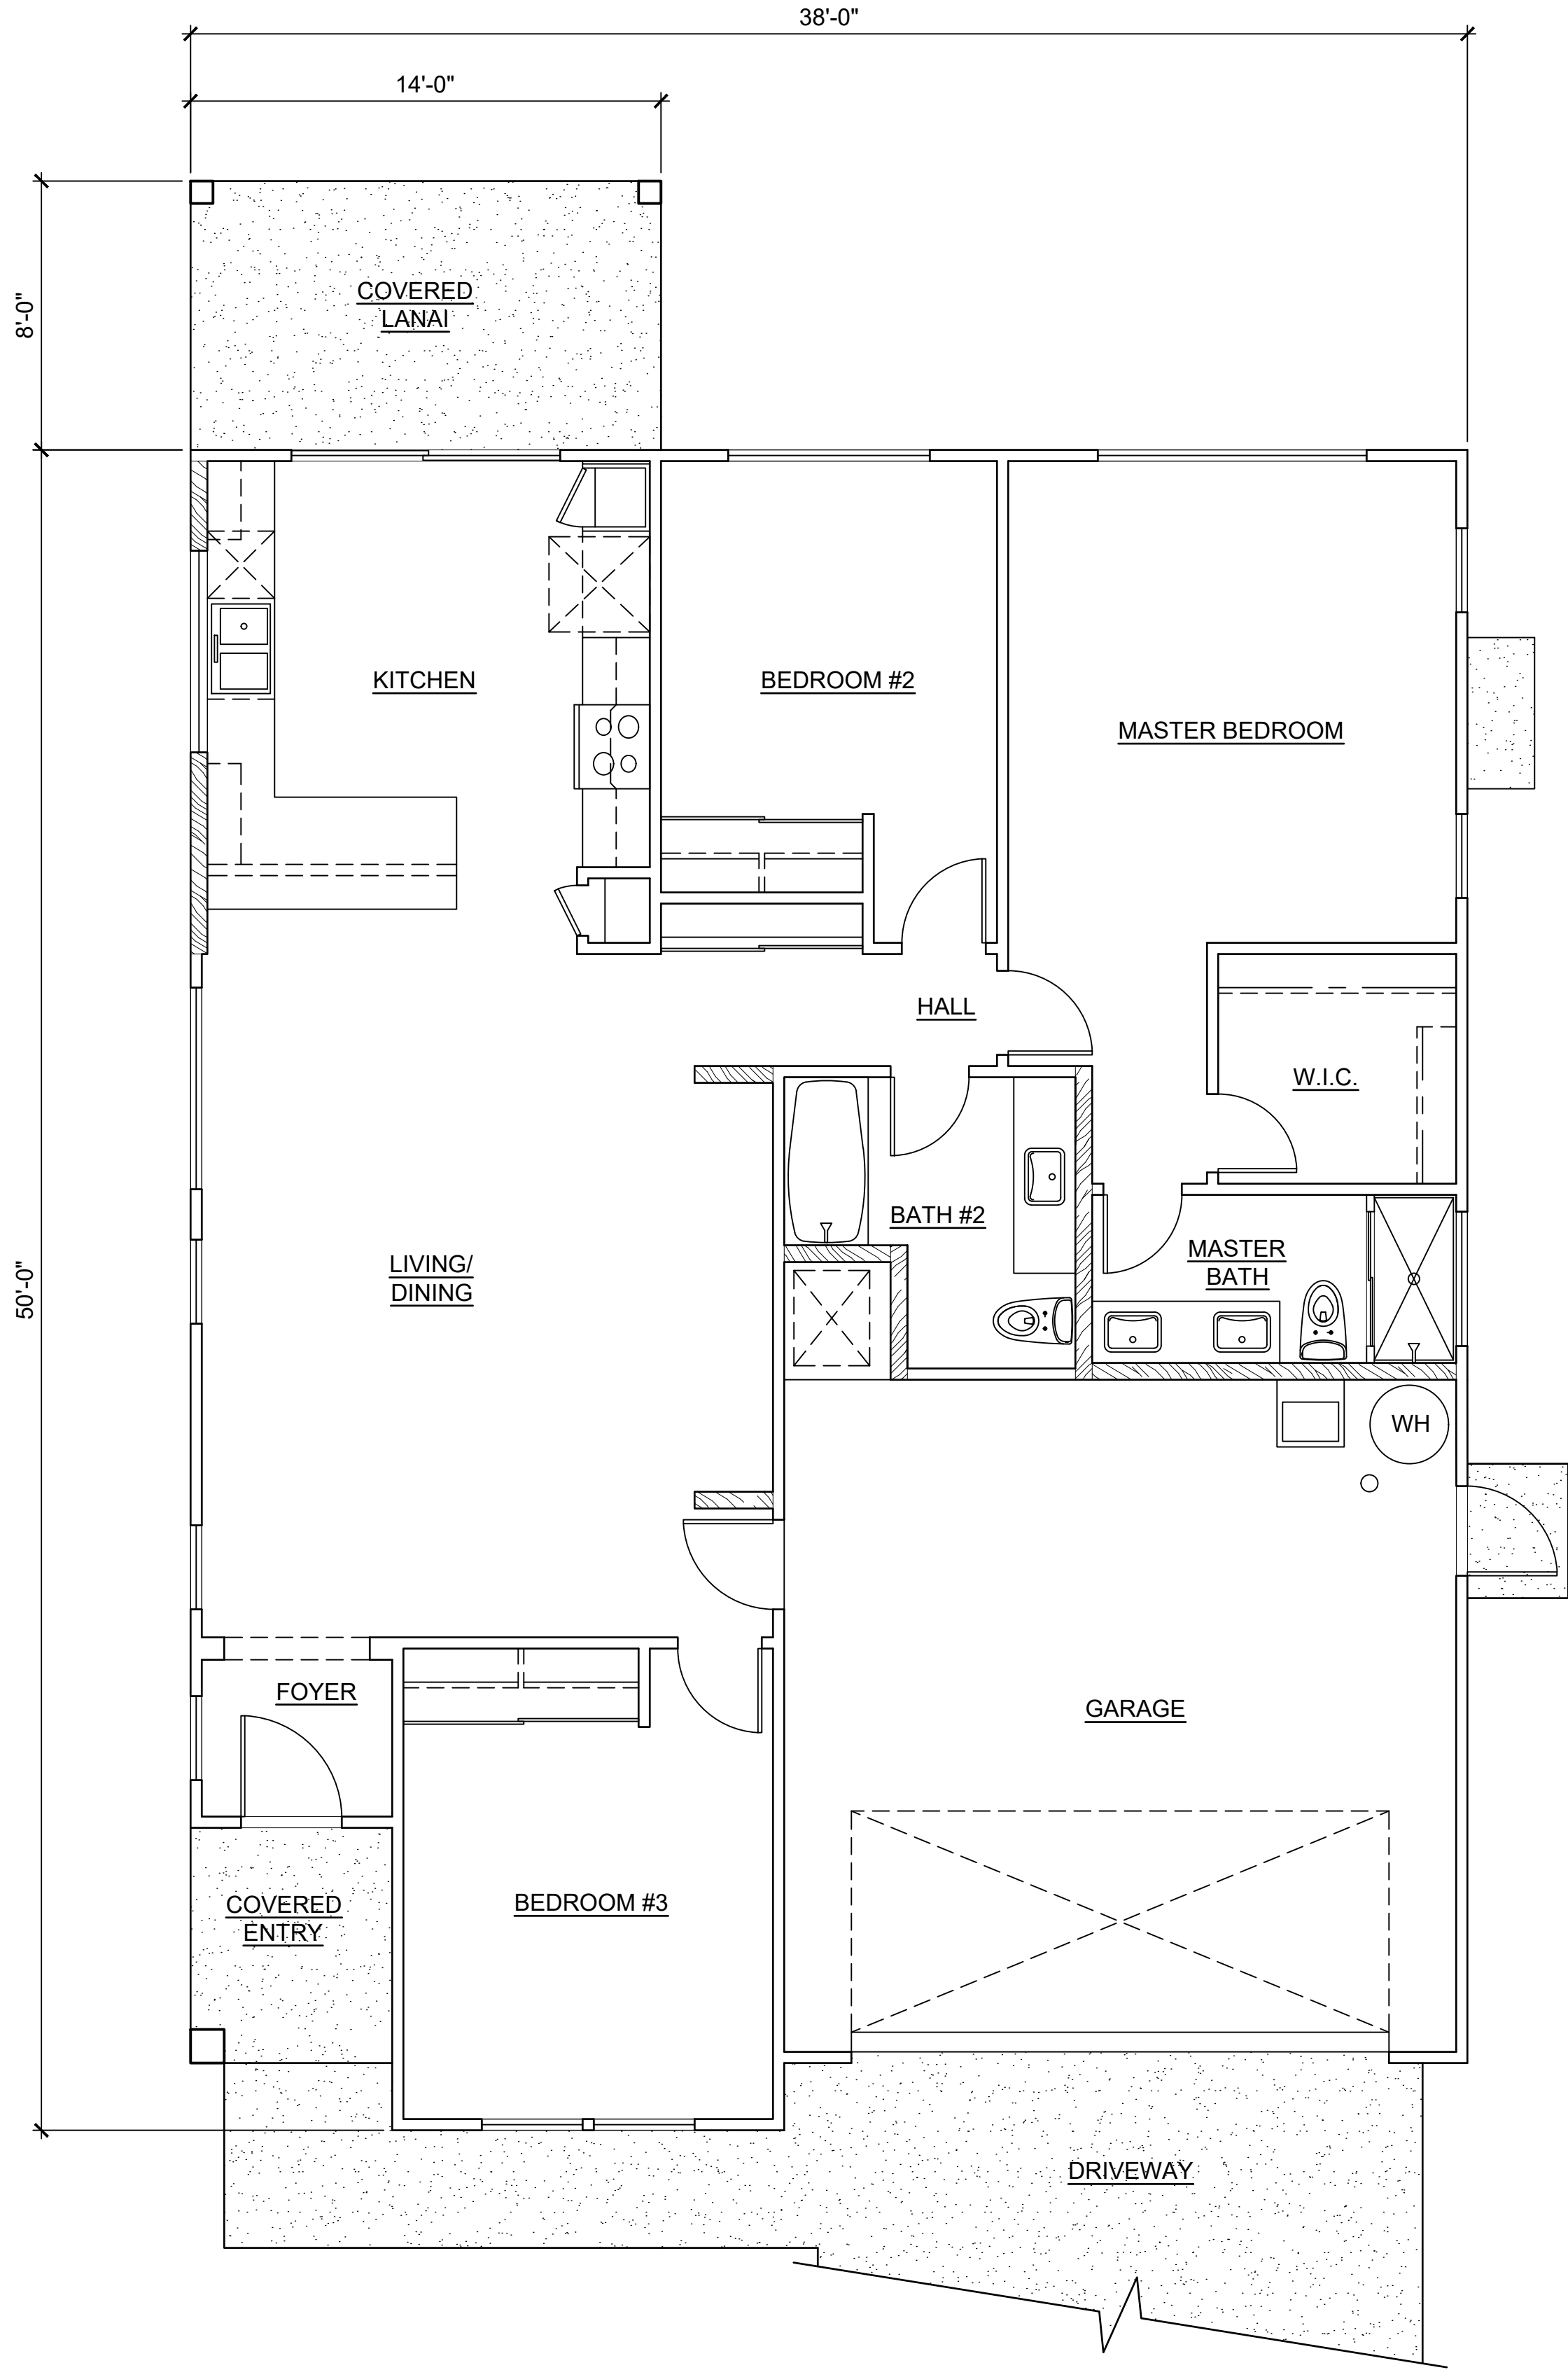 38'-0"
14'-0"
8'-0"
COVERED
LANAI
KITCHEN
BEDROOM #2
MASTER BEDROOM
HALL
W.I.C.
BATH #2
MASTER
BATH
LIVING/
DINING
50'-0"
WH
FOYER
GARAGE
COVERED
ENTRY
BEDROOM #3
DRIVEWAY